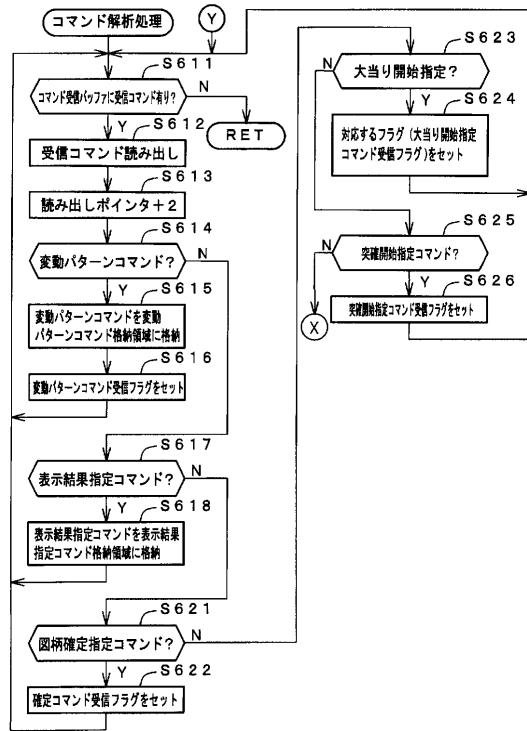 コマンド解析処理
Y
S611
コマンド受信バッファに受信コマンド有り?
N
RET
Y
S612
受信コマンド読み出し
S613
読み出しポインタ+2
S614
変動パターンコマンド?
N
Y
S615
変動パターンコマンドを変動
パターンコマンド格納領域に格納
S616
変動パターンコマンド受信フラグをセット
S617
表示結果指定コマンド?
N
Y
S618
表示結果指定コマンドを表示結果
指定コマンド格納領域に格納
S621
図柄確定指定コマンド?
N
Y
S622
確定コマンド受信フラグをセット
S623
大当り開始指定?
N
Y
S624
対応するフラグ(大当り開始指定
コマンド受信フラグ)をセット
S625
突確開始指定コマンド?
N
Y
S626
X
突確開始指定コマンド受信フラグをセット